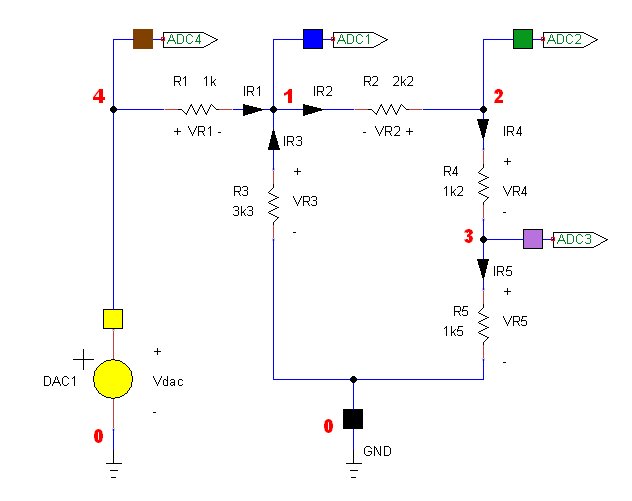 ADC4 ADC1 ADC2
R1 1k IR1 1 IR2 R2 2k2 2
4
+ VR1 - - VR2 + IR4
IR3 +
+ R4
R3 VR3 1k2 VR4
3k3 -
- 3 ADC3
IR5
+
R5 VR5
1k5
+ -
DAC1 Vdac
-
0 0
GND